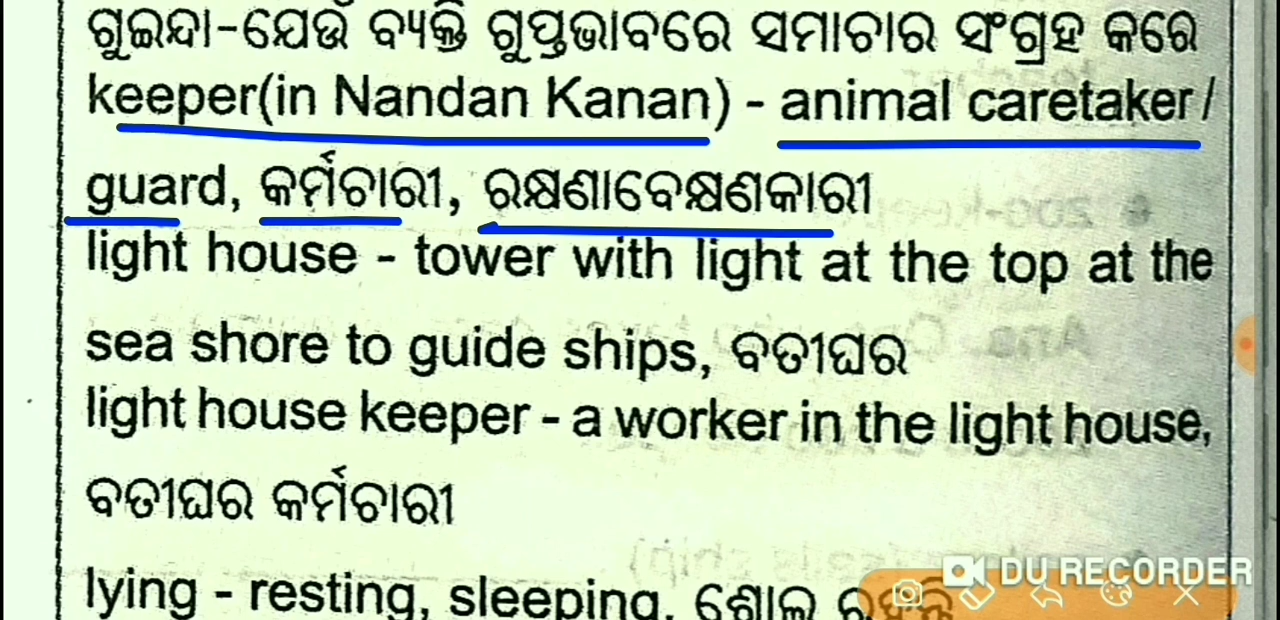 ଗୁଇନ୍ଦା-ଯେଉଁ ବ୍ୟକ୍ତି ଗୁପ୍ତଭାବରେ ସମାଚାର ସଂଗ୍ରହ କରେ
keeper(in Nandan Kanan) - animal caretaker/
guard, କର୍ମଚାରୀ, ରକ୍ଷଣାବେକ୍ଷଣକାରୀ
light house - tower with light at the top at the
sea shore to guide ships, ବତୀଘର
light house keeper - a worker in the light house,
ବତୀଘର କର୍ମଚାରୀ
lying - resting, sleeping, ଶୋଇ
DU RECORDER